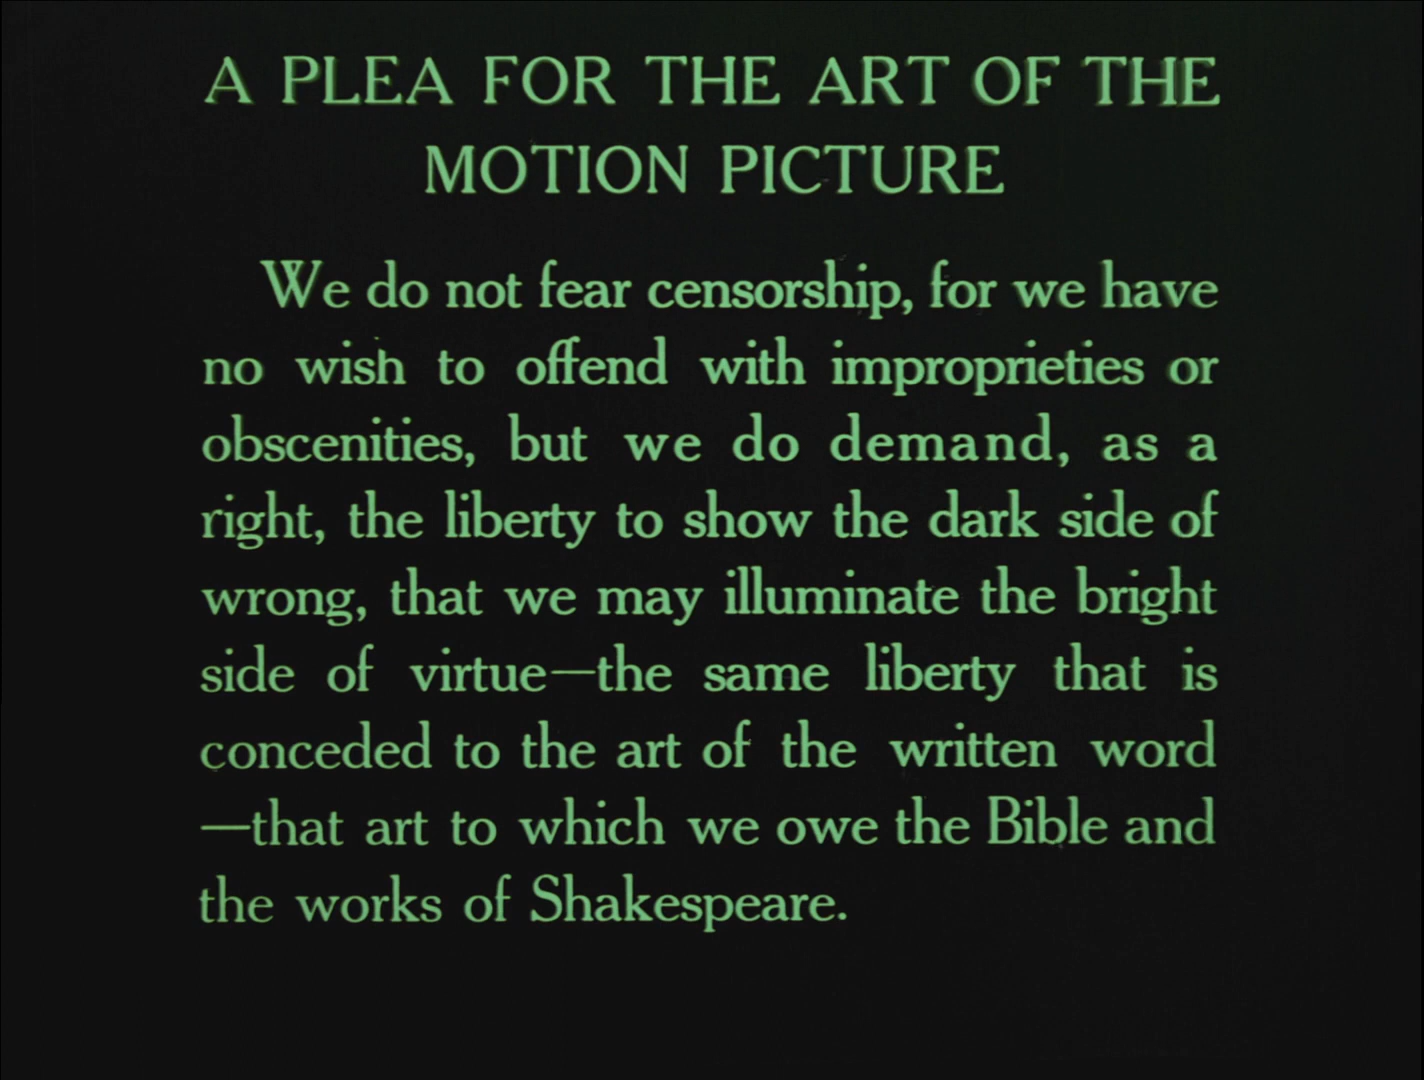 A PLEA FOR THE ART OF THE
MOTION PICTURE
We do not fear censorship, for we have
no wish to offend with improprieties or
obscenities, but we do demand, as a
right, the liberty to show the dark side of
wrong, that we may illuminate the bright
side of virtue—the same liberty that is
conceded to the art of the written word
—that art to which we owe the Bible and
the works of Shakespeare.